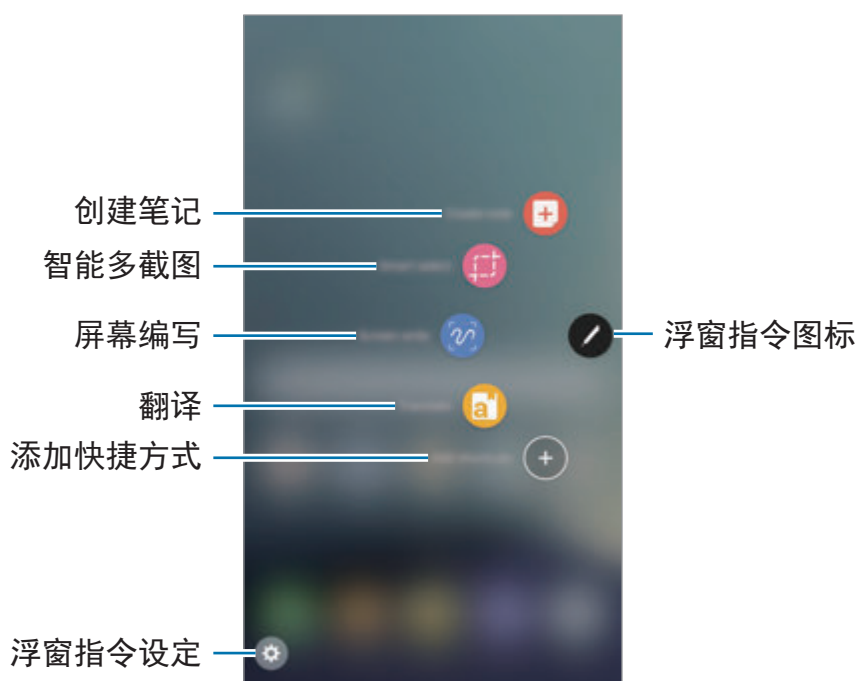 创建笔记
智能多截图
屏幕编写
浮窗指令图标
翻译
添加快捷方式
浮窗指令设定